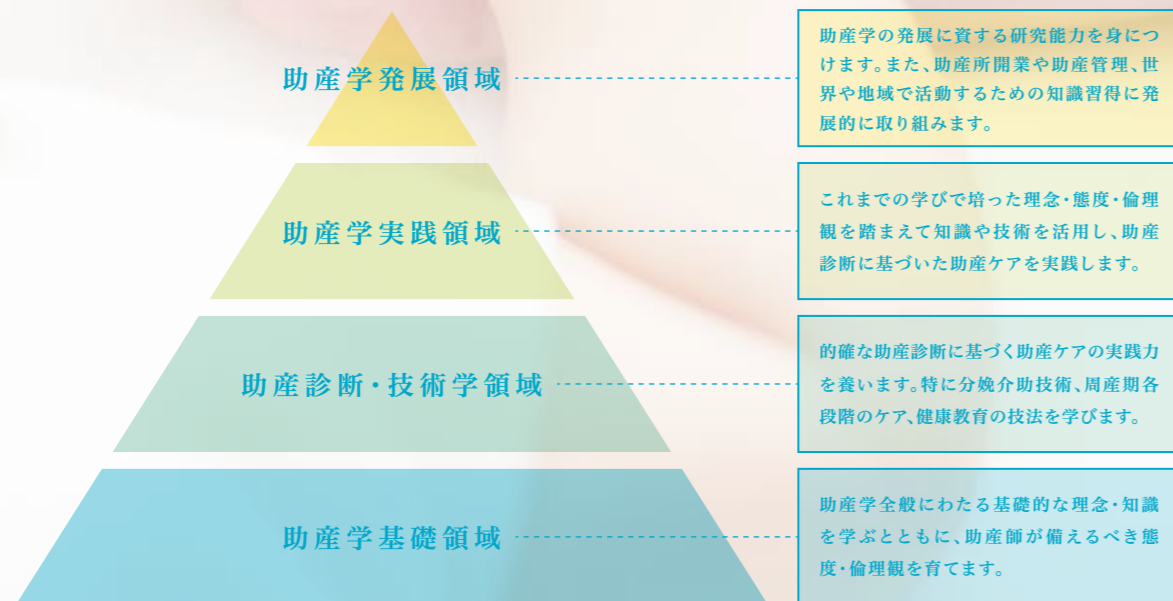 助産学発展領域
助産学の発展に資する研究能力を身につ
けます。また、助産所開業や助産管理、世
界や地域で活動するための知識習得に発
展的に取り組みます。
助産学実践領域
これまでの学びで培った理念・態度・倫理
観を踏まえて知識や技術を活用し、助産
診断に基づいた助産ケアを実践します。
助産診断・技術学領域
的確な助産診断に基づく助産ケアの実践力
を養います。特に分娩介助技術、周産期各
段階のケア、健康教育の技法を学びます。
助産学基礎領域
助産学全般にわたる基礎的な理念・知識
を学ぶとともに、助産師が備えるべき態
度・倫理観を育てます。